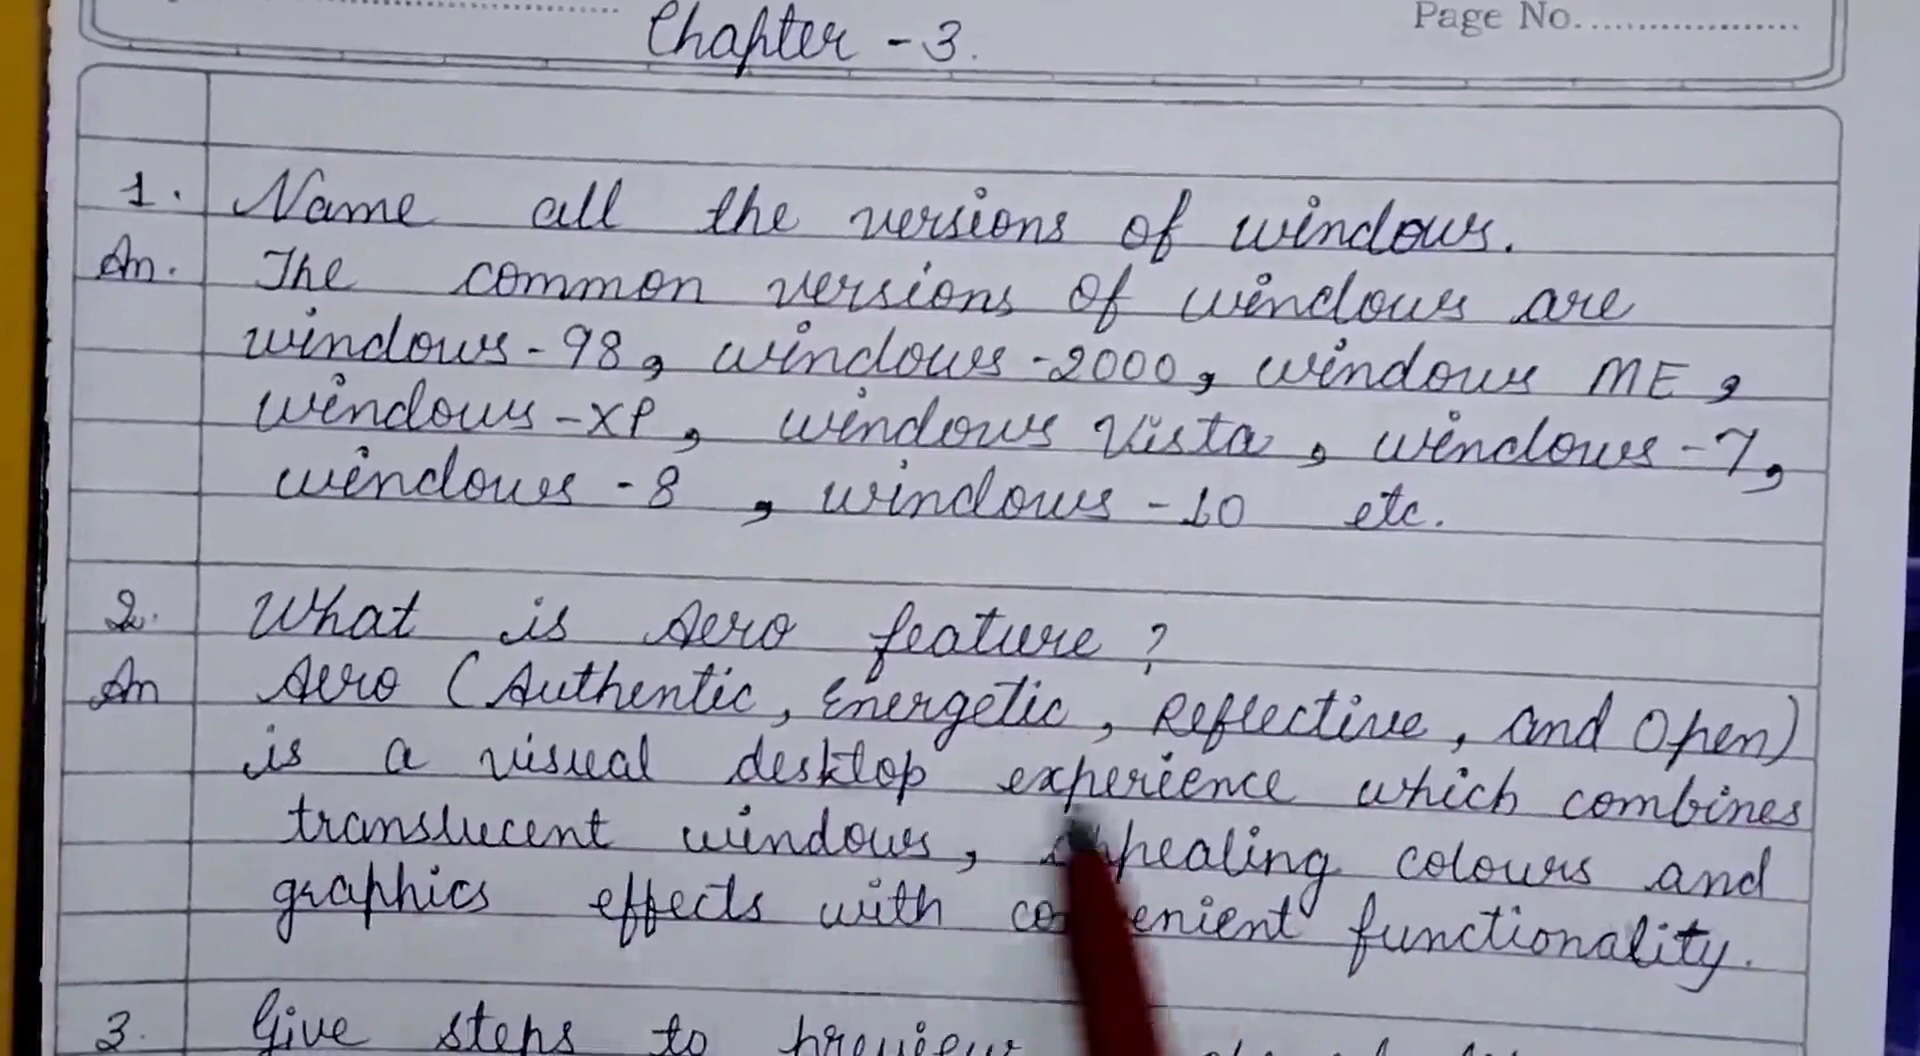 Page No.
Chapter - 3.
1. Name all the versions of windows.
An. The common versions of windows are
windows - 98, windows - 2000, windows ME,
windows - XP, windows Vista, windows - 7,
windows - 8, windows - 10 etc.
2. What is Aero feature?
An Aero (Authentic, Energetic, Reflective, and Open)
is a visual desktop experience which combines
translucent windows, appealing colours and
graphics effects with convenient functionality.
3. Give steps to preview